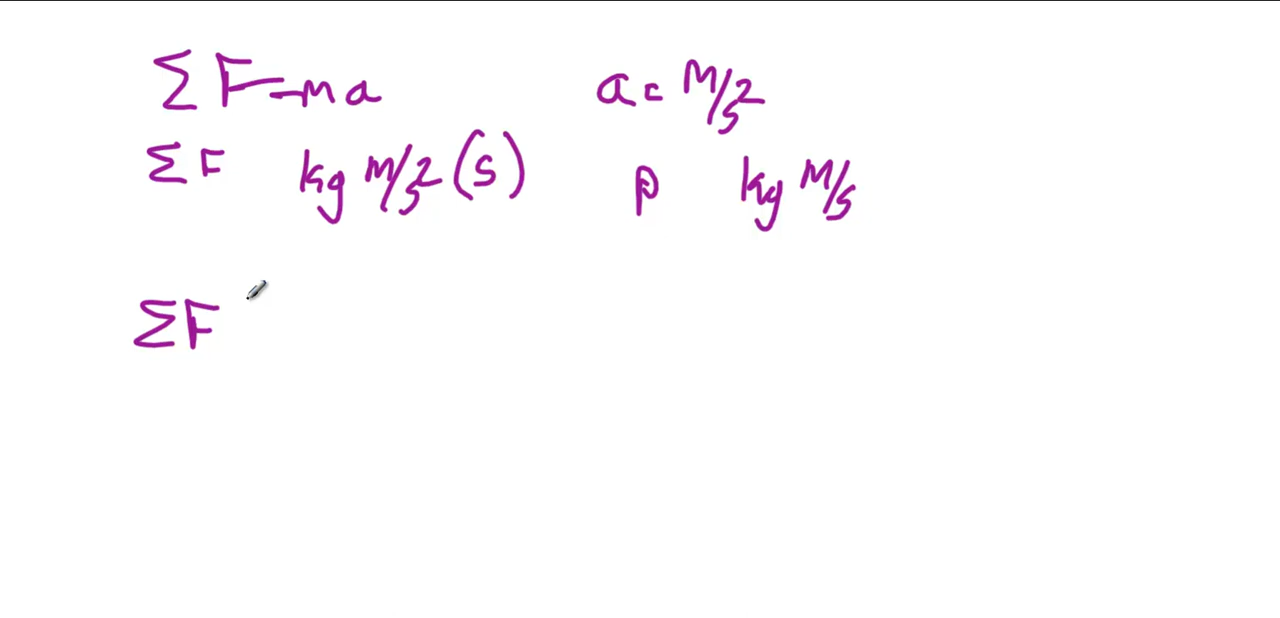 ΣF=ma a= m/s²
ΣF kg m/s² (s) p kg m/s
ΣF